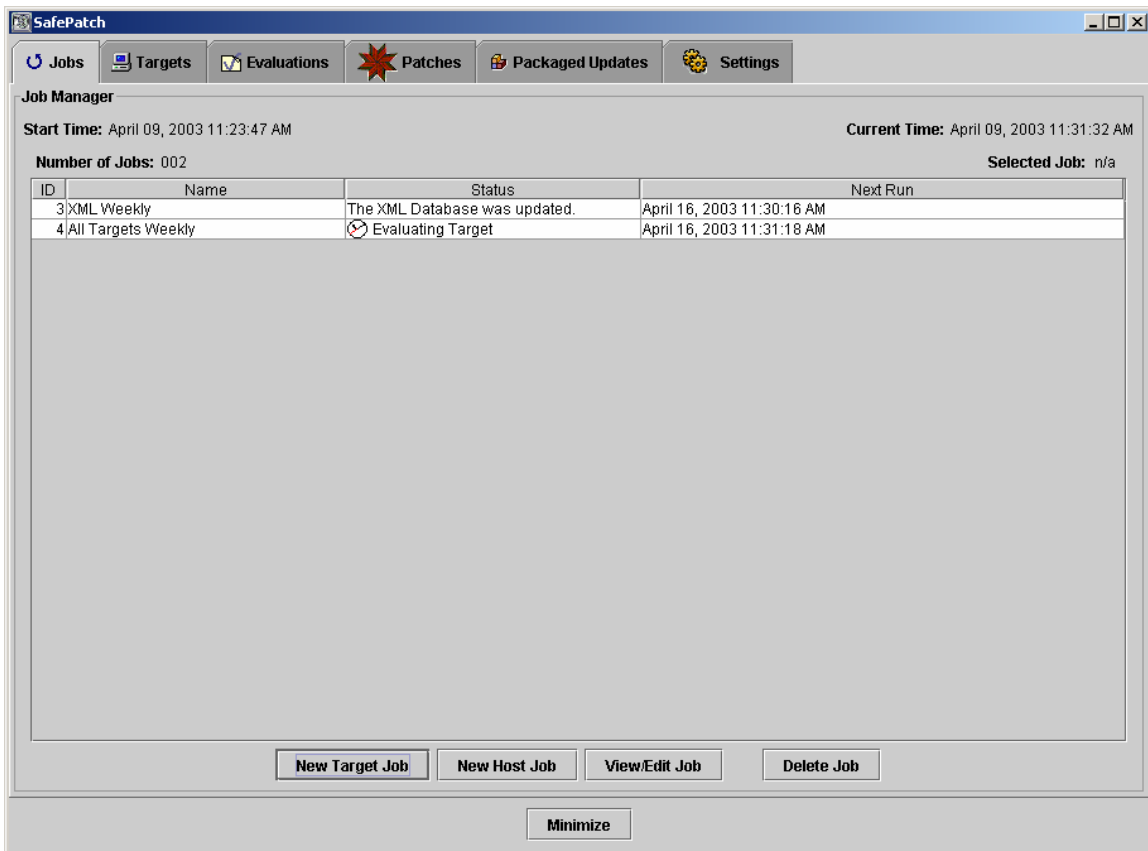 SafePatch
Jobs Targets Evaluations Patches Packaged Updates Settings
Job Manager
Start Time: April 09, 2003 11:23:47 AM Current Time: April 09, 2003 11:31:32 AM
Number of Jobs: 002 Selected Job: n/a
ID Name Status Next Run
3 XML Weekly The XML Database was updated. April 16, 2003 11:30:16 AM
4 All Targets Weekly Evaluating Target April 16, 2003 11:31:18 AM
New Target Job New Host Job View/Edit Job Delete Job
Minimize